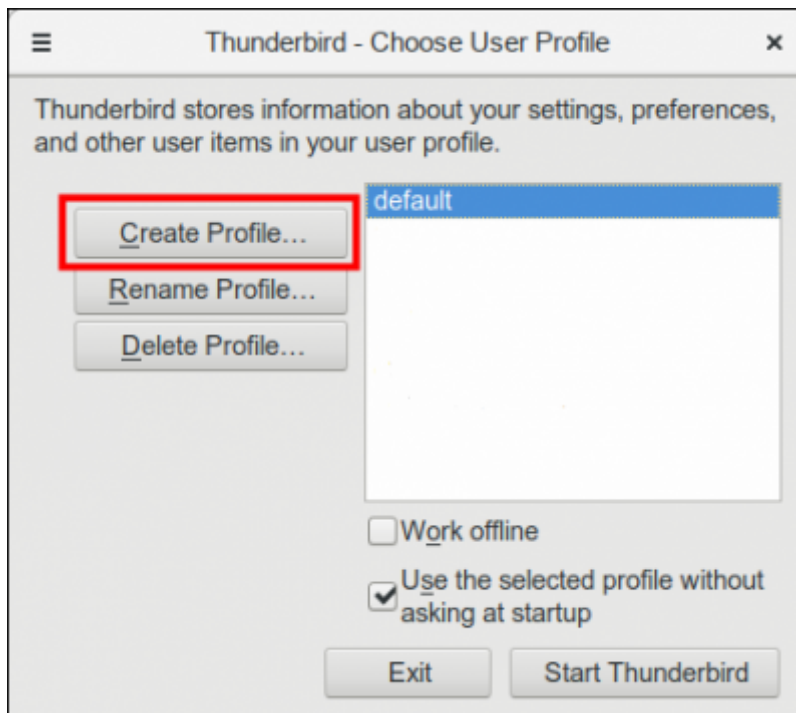 Thunderbird - Choose User Profile
Thunderbird stores information about your settings, preferences,
and other user items in your user profile.
default
Create Profile...
Rename Profile...
Delete Profile...
Work offline
Use the selected profile without
asking at startup
Exit
Start Thunderbird